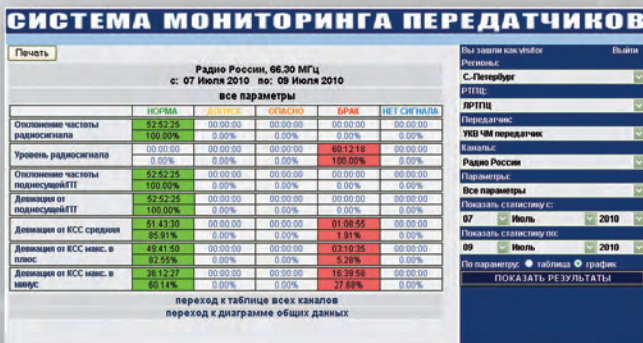 СИСТЕМА МОНИТОРИНГА ПЕРЕДАТЧИКОВ
Печать
Радио России, 66.30 МГц
с: 07 Июля 2010 по: 09 Июля 2010
все параметры
НОРМА ДОПУСК ОПАСНО БРАК НЕТ СИГНАЛА
Отклонение частоты радиосигнала
52:52:25 00:00:00 00:00:00 00:00:00 00:00:00
100.00% 0.00% 0.00% 0.00% 0.00%
Уровень радиосигнала
00:00:00 00:00:00 00:00:00 60:12:18 00:00:00
0.00% 0.00% 0.00% 100.00% 0.00%
Отклонение частоты поднесущей ПТ
52:52:25 00:00:00 00:00:00 00:00:00 00:00:00
100.00% 0.00% 0.00% 0.00% 0.00%
Девиация от поднесущей ПТ
52:52:25 00:00:00 00:00:00 00:00:00 00:00:00
100.00% 0.00% 0.00% 0.00% 0.00%
Девиация от КСС средняя
51:43:30 00:00:00 00:00:00 01:08:55 00:00:00
85.91% 0.00% 0.00% 1.91% 0.00%
Девиация от КСС макс. в плюс
49:41:50 00:00:00 00:00:00 03:10:35 00:00:00
82.55% 0.00% 0.00% 5.28% 0.00%
Девиация от КСС макс. в минус
36:12:27 00:00:00 00:00:00 16:39:58 00:00:00
60.14% 0.00% 0.00% 27.68% 0.00%
переход к таблице всех каналов
переход к диаграмме общих данных
Вы зашли как visitor Выйти
Регионы:
С.-Петербург
РТПЦ:
ЛРТПЦ
Передатчик:
УКВ ЧМ передатчик
Каналы:
Радио России
Параметры:
Все параметры
Показать статистику с:
07 Июль 2010
Показать статистику по:
09 Июль 2010
По параметру: таблица график
ПОКАЗАТЬ РЕЗУЛЬТАТЫ